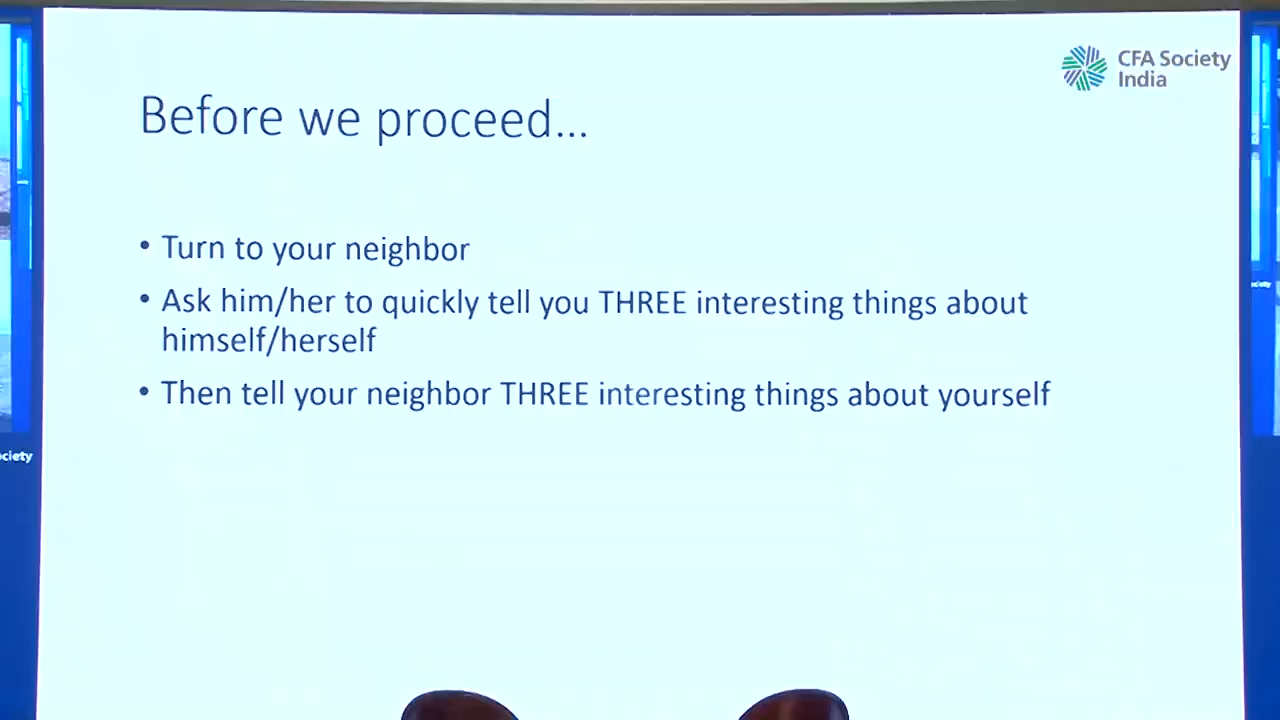 CFA Society
India
Before we proceed...
• Turn to your neighbor
• Ask him/her to quickly tell you THREE interesting things about
himself/herself
• Then tell your neighbor THREE interesting things about yourself